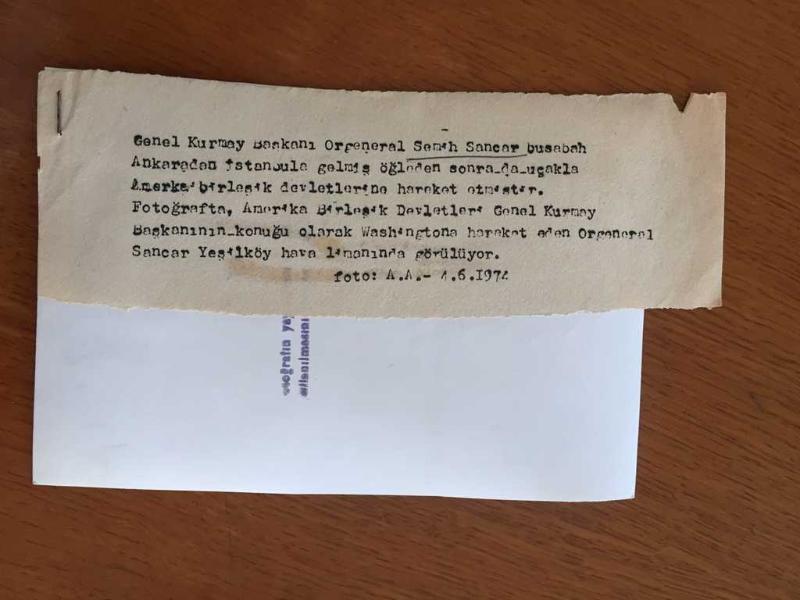 Genel Kurmay Başkanı Orgeneral Semih Sancar busabah
Ankaradan İstanbula gelmiş öğleden sonra da uçakla
Amerka birleşik devletlerine hareket etmiştir.
Fotoğrafta, Amerika Birleşik Devletleri Genel Kurmay
Başkanının konuğu olarak Washingtona hareket eden Orgeneral
Sancar Yeşilköy hava limanında görülüyor.
foto: A.A.- 4.6.1974